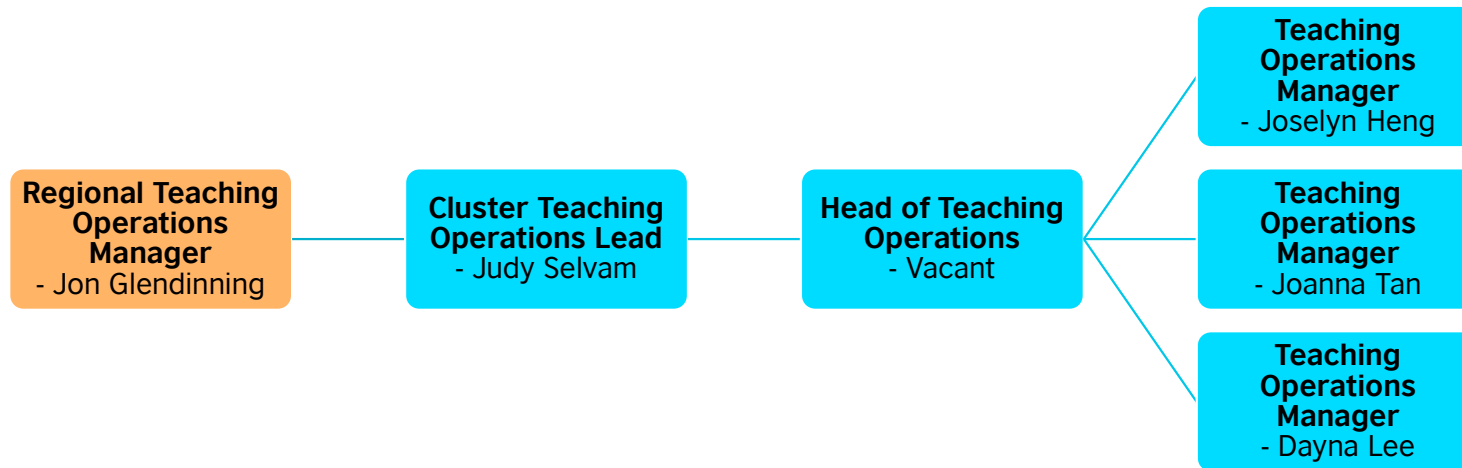 Regional Teaching
Operations
Manager
- Jon Glendinning
Cluster Teaching
Operations Lead
- Judy Selvam
Head of Teaching
Operations
- Vacant
Teaching
Operations
Manager
- Joselyn Heng
Teaching
Operations
Manager
- Joanna Tan
Teaching
Operations
Manager
- Dayna Lee